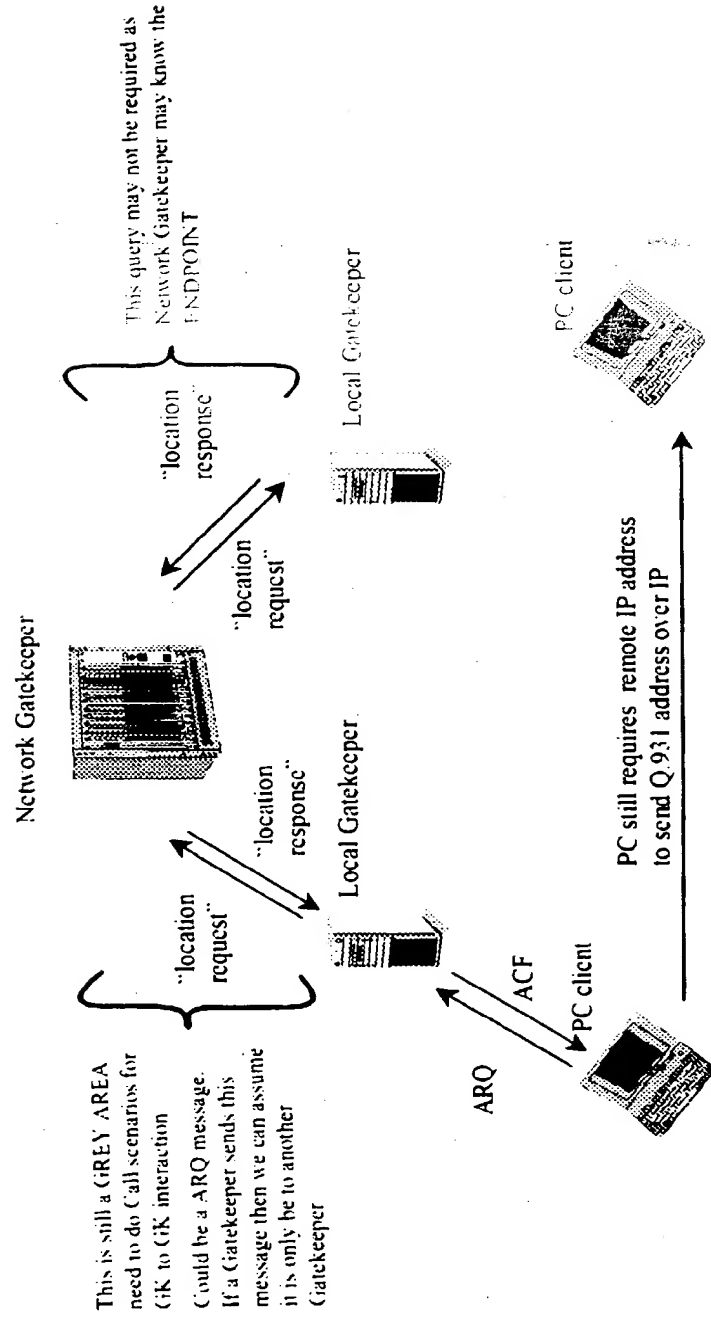 Network Gatekeeper
This is still a GREY AREA
need to do Call scenarios for
GK to GK interaction
Could be a ARQ message.
If a Gatekeeper sends this
message then we can assume
it is only be to another
Gatekeeper
"location
request"
"location
response"
"location
request"
"location
response"
This query may not be required as
Network Gatekeeper may know the
ENDPOINT
Local Gatekeeper
Local Gatekeeper
ARQ
ACF
PC client
PC client
PC still requires remote IP address
to send Q.931 address over IP